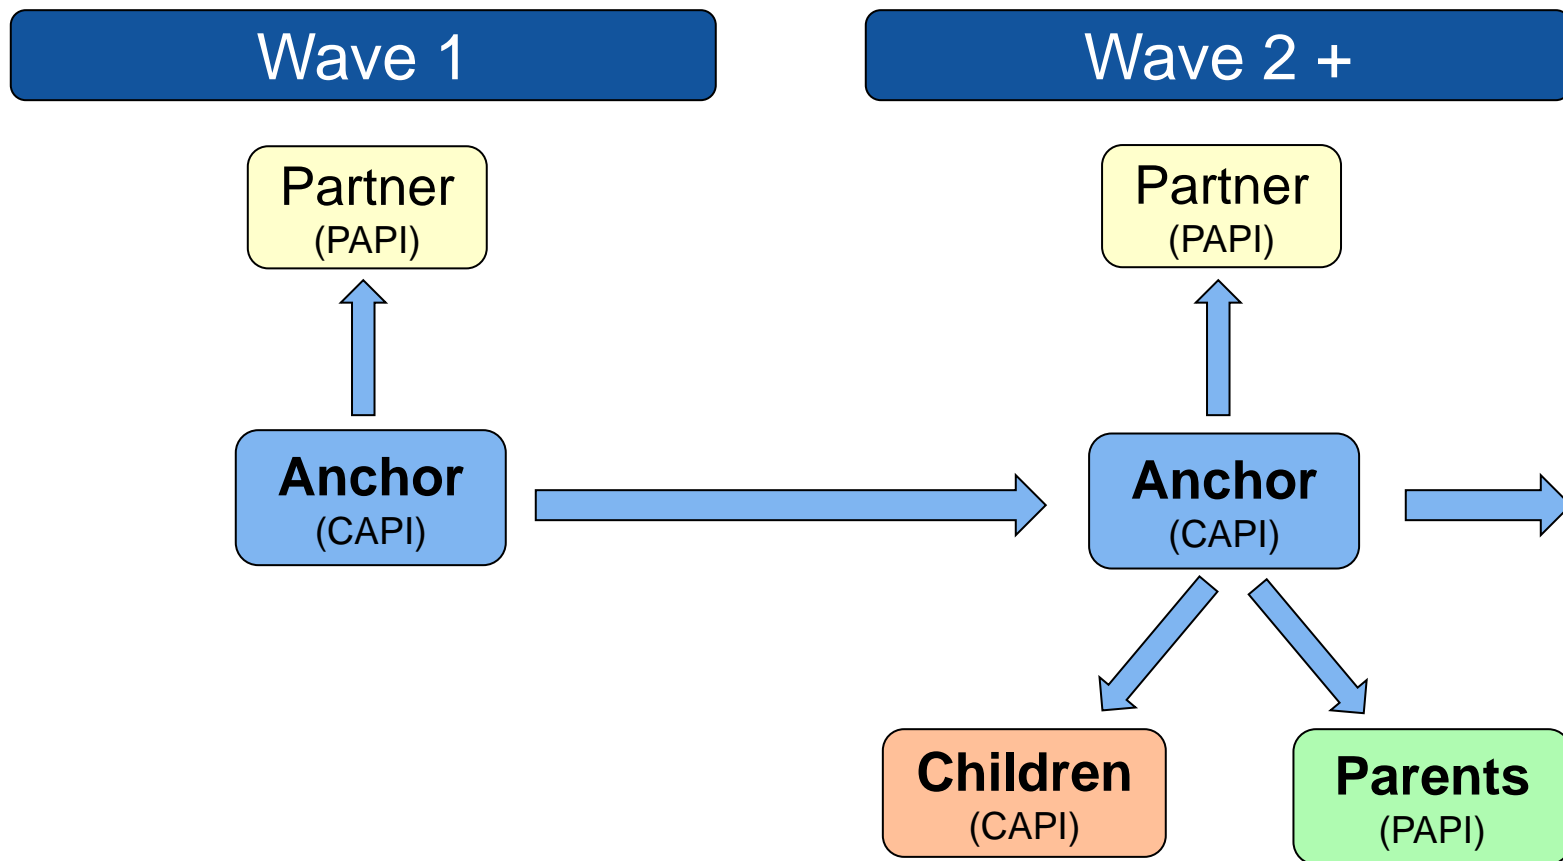 Wave 1
Wave 2 +
Partner
(PAPI)
Partner
(PAPI)
Anchor
(CAPI)
Anchor
(CAPI)
Children
(CAPI)
Parents
(PAPI)